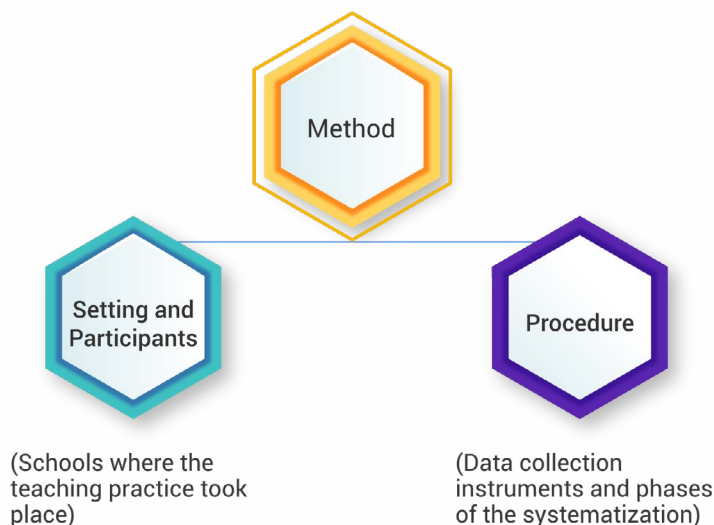 Method
Setting and
Participants
Procedure
(Schools where the
teaching practice took
place)
(Data collection
instruments and phases
of the systematization)